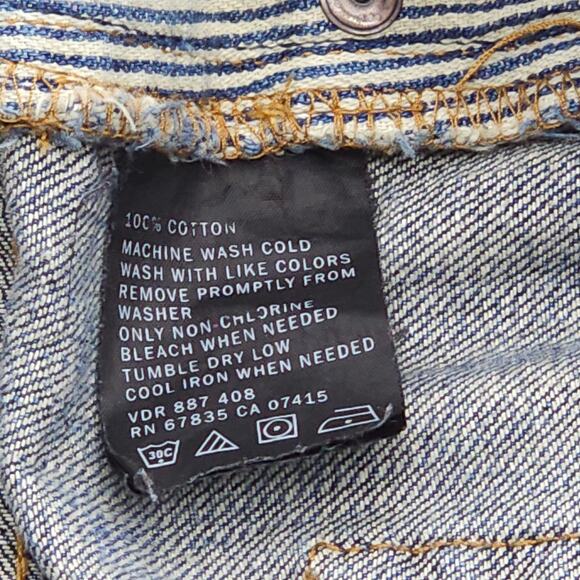 100% COTTON
MACHINE WASH COLD
WASH WITH LIKE COLORS
REMOVE PROMPTLY FROM
WASHER
ONLY NON-CHLORINE
BLEACH WHEN NEEDED
TUMBLE DRY LOW
COOL IRON WHEN NEEDED
VDR 887 408
RN 67835 CA 07415
30C